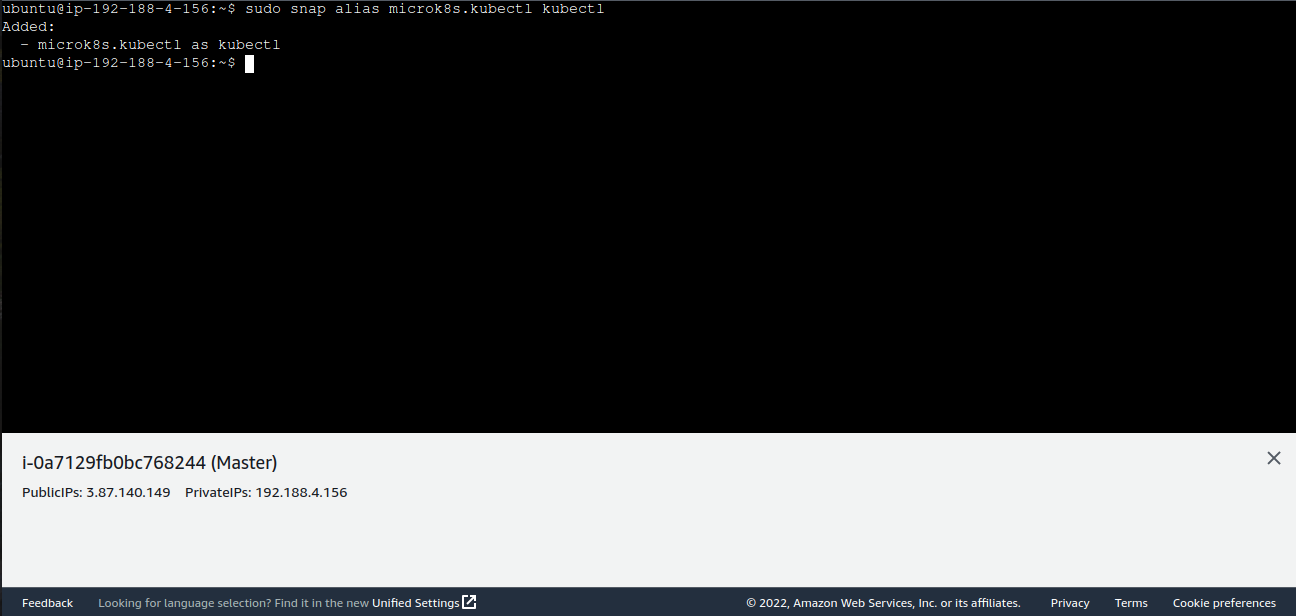 ubuntu@ip-192-188-4-156:~$ sudo snap alias microk8s.kubectl kubectl
Added:
  - microk8s.kubectl as kubectl
ubuntu@ip-192-188-4-156:~$
i-0a7129fb0bc768244 (Master)
PublicIPs: 3.87.140.149 PrivateIPs: 192.188.4.156
Feedback Looking for language selection? Find it in the new Unified Settings © 2022, Amazon Web Services, Inc. or its affiliates. Privacy Terms Cookie preferences